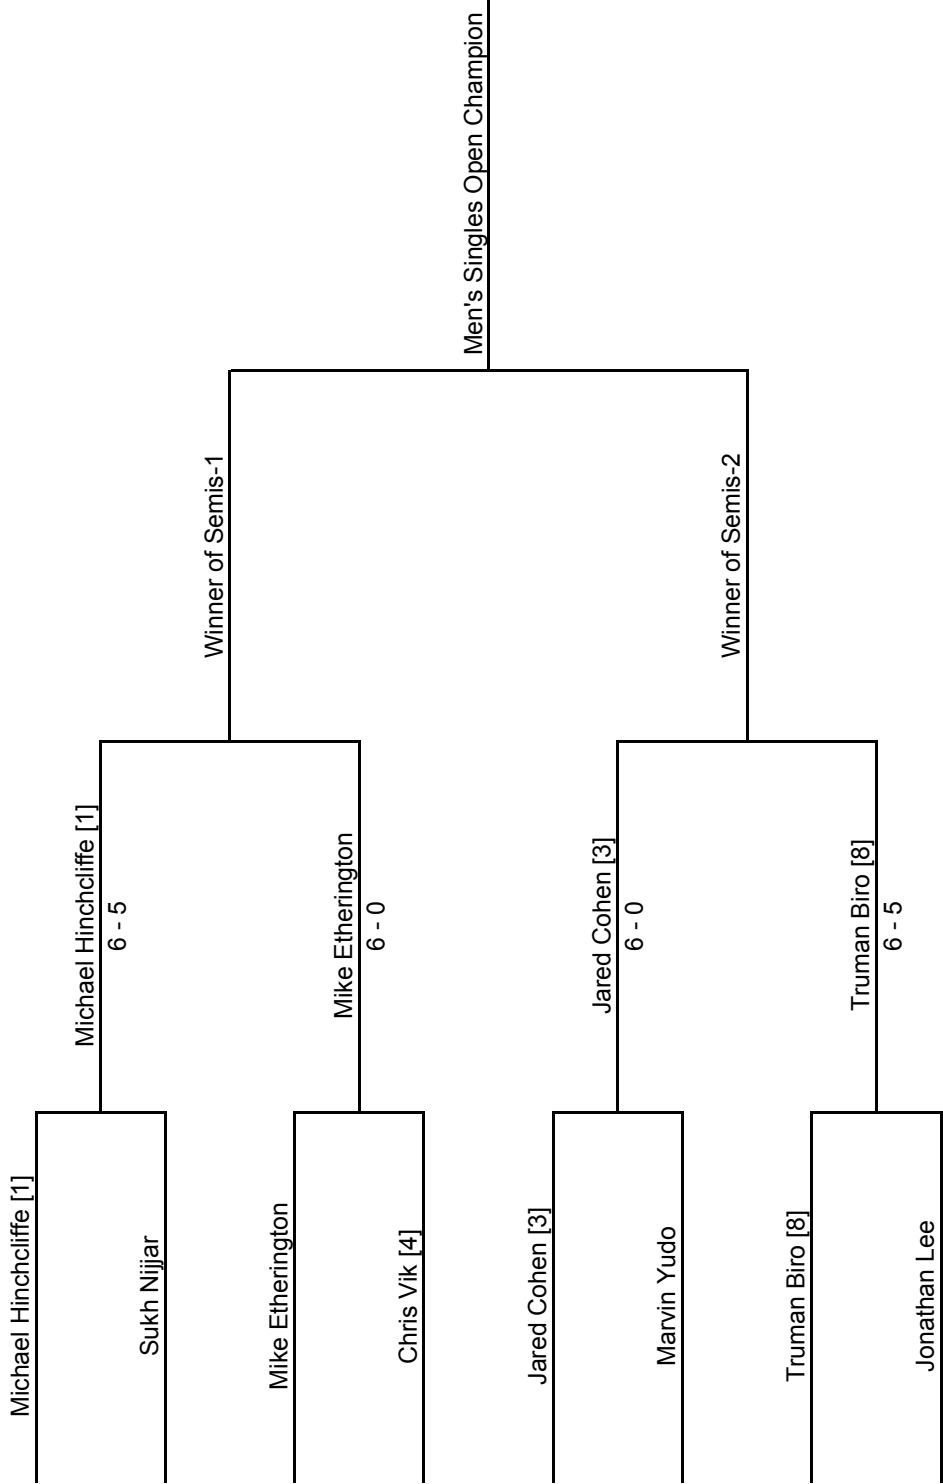 Michael Hinchcliffe [1]
Sukh Nijjar
Mike Etherington
Chris Vik [4]
Jared Cohen [3]
Marvin Yudo
Truman Biro [8]
Jonathan Lee
Michael Hinchcliffe [1]
6 - 5
Mike Etherington
6 - 0
Jared Cohen [3]
6 - 0
Truman Biro [8]
6 - 5
Winner of Semis-1
Winner of Semis-2
Men's Singles Open Champion